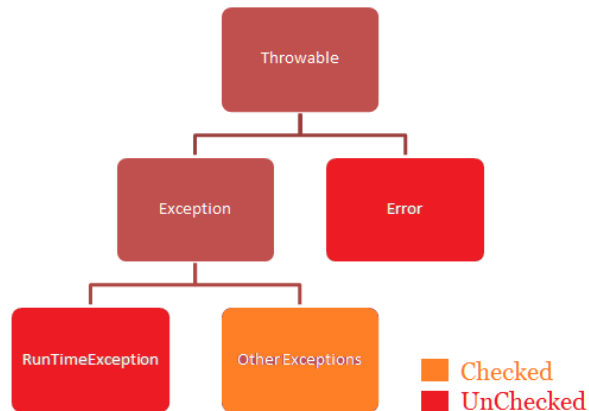 Throwable
Exception
Error
RunTimeException
Other Exceptions
Checked
UnChecked